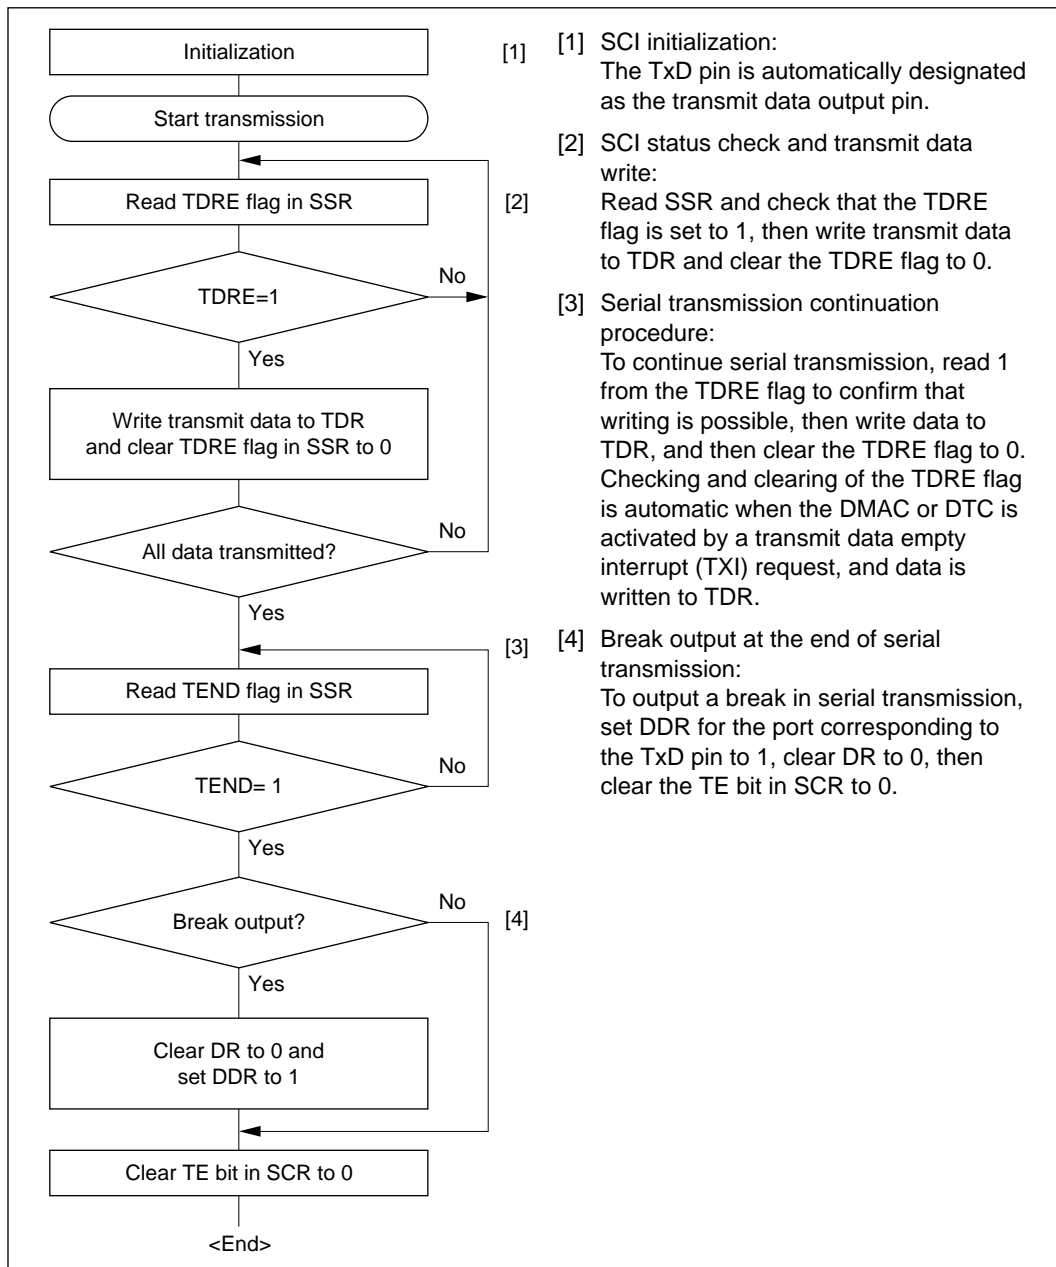 Initialization
[1]
Start transmission
Read TDRE flag in SSR
[2]
No
TDRE=1
Yes
Write transmit data to TDR
and clear TDRE flag in SSR to 0
No
All data transmitted?
Yes
[3]
Read TEND flag in SSR
No
TEND= 1
Yes
No
Break output?
[4]
Yes
Clear DR to 0 and
set DDR to 1
Clear TE bit in SCR to 0
<End>
[1] SCI initialization:
The TxD pin is automatically designated
as the transmit data output pin.
[2] SCI status check and transmit data
write:
Read SSR and check that the TDRE
flag is set to 1, then write transmit data
to TDR and clear the TDRE flag to 0.
[3] Serial transmission continuation
procedure:
To continue serial transmission, read 1
from the TDRE flag to confirm that
writing is possible, then write data to
TDR, and then clear the TDRE flag to 0.
Checking and clearing of the TDRE flag
is automatic when the DMAC or DTC is
activated by a transmit data empty
interrupt (TXI) request, and data is
written to TDR.
[4] Break output at the end of serial
transmission:
To output a break in serial transmission,
set DDR for the port corresponding to
the TxD pin to 1, clear DR to 0, then
clear the TE bit in SCR to 0.